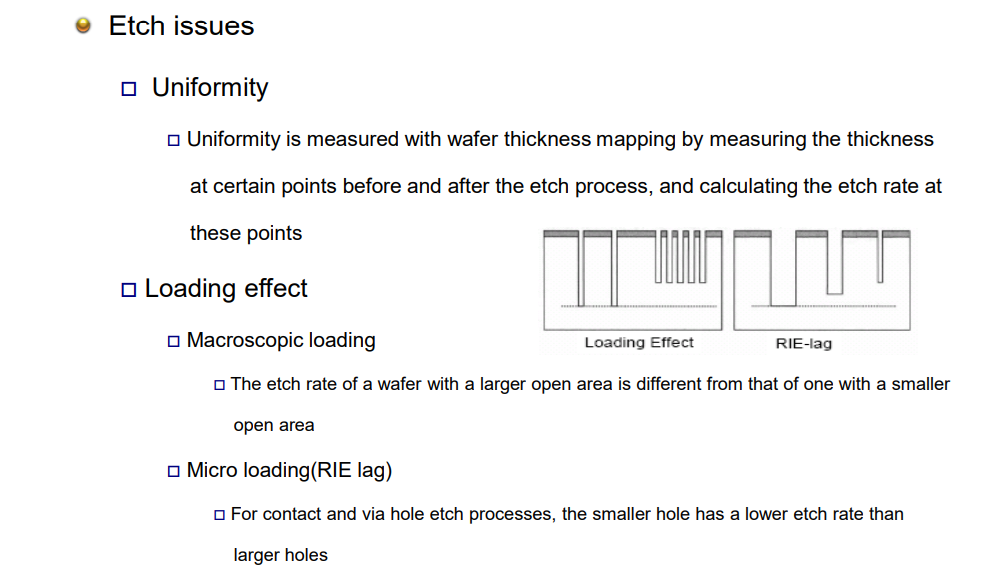 Etch issues
Uniformity
Uniformity is measured with wafer thickness mapping by measuring the thickness
at certain points before and after the etch process, and calculating the etch rate at
these points
Loading effect
Loading Effect
RIE-lag
Macroscopic loading
The etch rate of a wafer with a larger open area is different from that of one with a smaller
open area
Micro loading(RIE lag)
For contact and via hole etch processes, the smaller hole has a lower etch rate than
larger holes